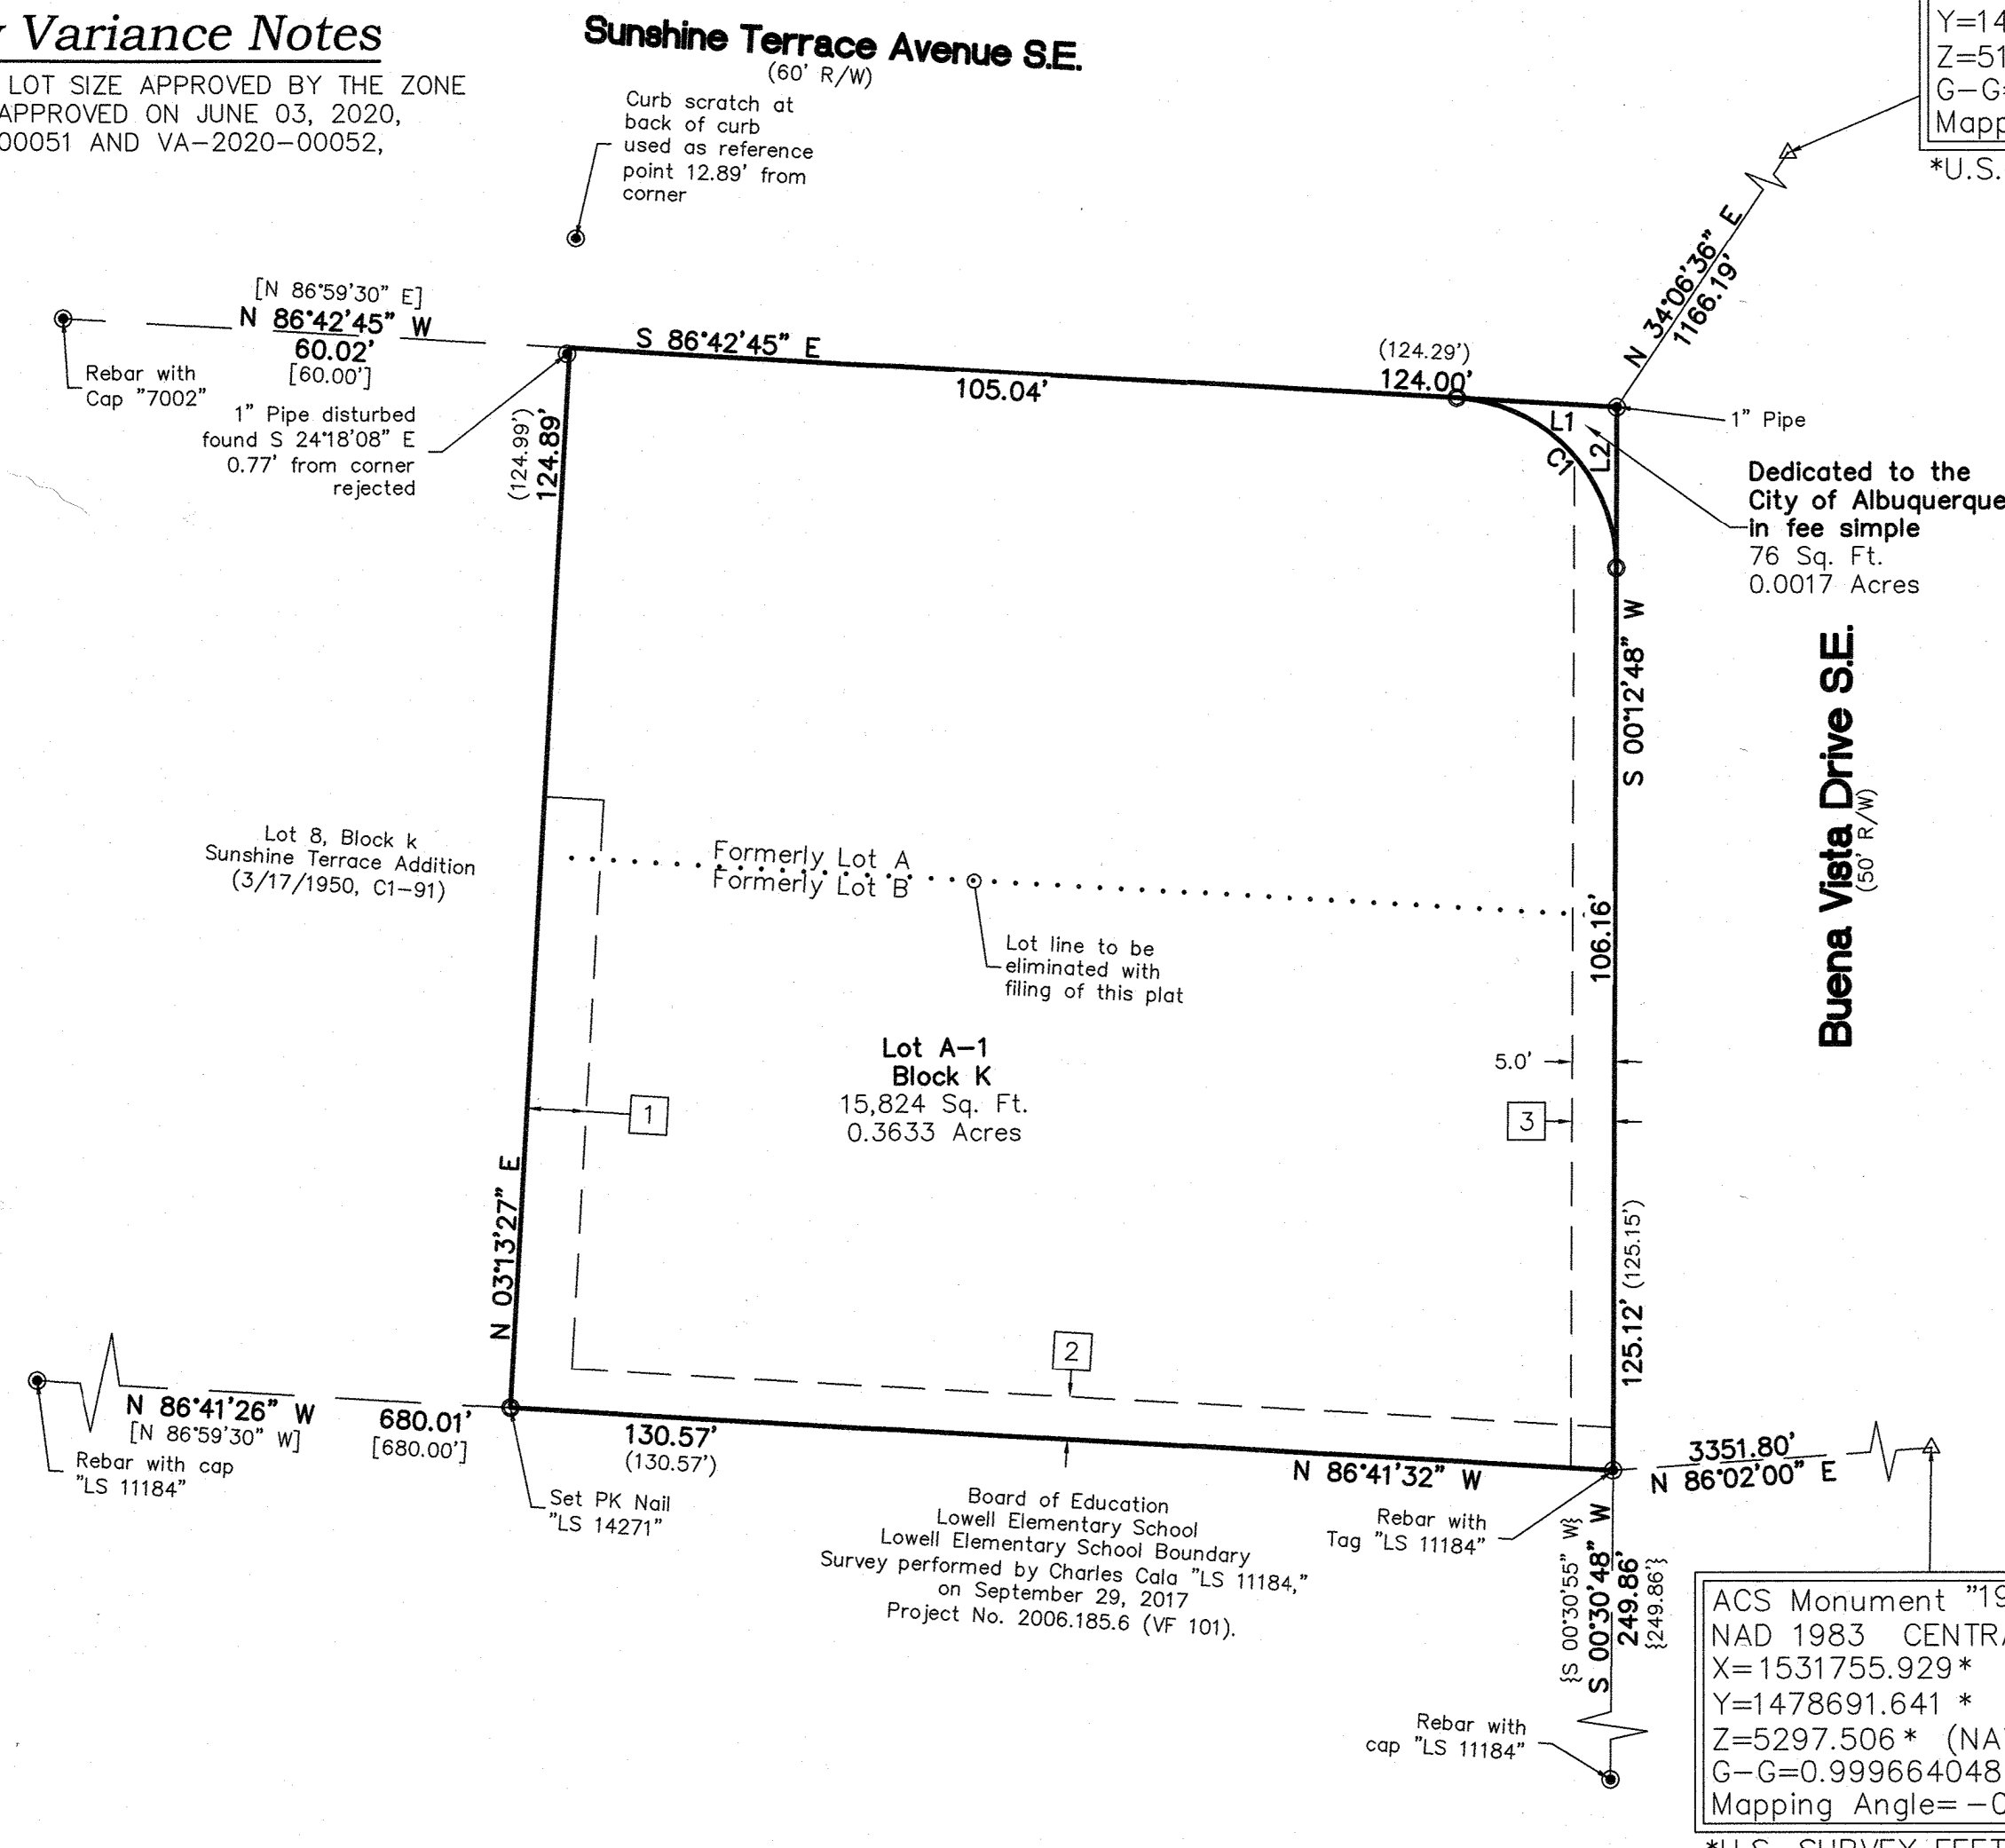 Variance Notes
LOT SIZE APPROVED BY THE ZONE
APPROVED ON JUNE 03, 2020,
00051 AND VA-2020-00052,
Sunshine Terrace Avenue S.E.
(60' R/W)
Curb scratch at
back of curb
used as reference
point 12.89' from
corner
Y=14
Z=51
G-G=
Mapp
*U.S.
N 34°06'36" E
1166.19'
[N 86°59'30" E]
N 86°42'45" W
60.02'
[60.00']
Rebar with
Cap "7002"
1" Pipe disturbed
found S 24°18'08" E
0.77' from corner
rejected
S 86°42'45" E
105.04'
(124.29')
124.00'
L1
L2
C1
1" Pipe
Dedicated to the
City of Albuquerque
in fee simple
76 Sq. Ft.
0.0017 Acres
(124.99')
124.89'
S 00°12'48" W
Buena Vista Drive S.E.
(50' R/W)
Lot 8, Block k
Sunshine Terrace Addition
(3/17/1950, C1-91)
Formerly Lot A
Formerly Lot B
Lot line to be
eliminated with
filing of this plat
106.16'
Lot A-1
Block K
15,824 Sq. Ft.
0.3633 Acres
5.0'
1
3
N 03°13'27" E
125.12' (125.15')
2
N 86°41'26" W
[N 86°59'30" W]
680.01'
[680.00']
Rebar with cap
"LS 11184"
130.57'
(130.57')
N 86°41'32" W
Set PK Nail
"LS 14271"
3351.80'
N 86°02'00" E
Board of Education
Lowell Elementary School
Lowell Elementary School Boundary
Survey performed by Charles Cala "LS 11184,"
on September 29, 2017
Project No. 2006.185.6 (VF 101).
Rebar with
Tag "LS 11184"
{S 00°30'55" W}
S 00°30'48" W
249.86'
{249.86'}
Rebar with
cap "LS 11184"
ACS Monument "19
NAD 1983 CENTRA
X=1531755.929*
Y=1478691.641 *
Z=5297.506* (NA
G-G=0.999664048
Mapping Angle= -0
*U.S. SURVEY FEET